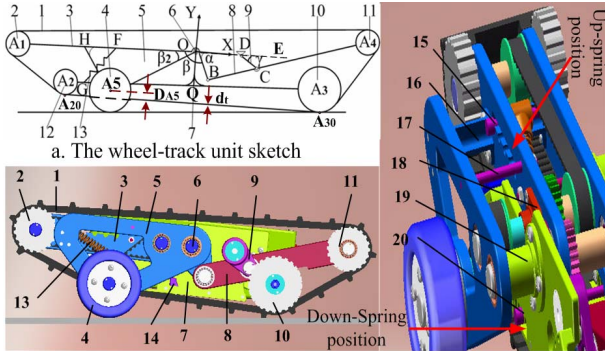 2 1 3 4 5 6 Y 7 8 9 10 11
A1 H F O X D E A4
β2 β α
A2 G A5 B C A3
A20 Q
DA5 dt
12 13 7 A30
a. The wheel-track unit sketch
2 1 3 5 6 9 11
13 4 14 7 8 10
Up-spring
position
15
16
17
18
19
20
Down-Spring
position